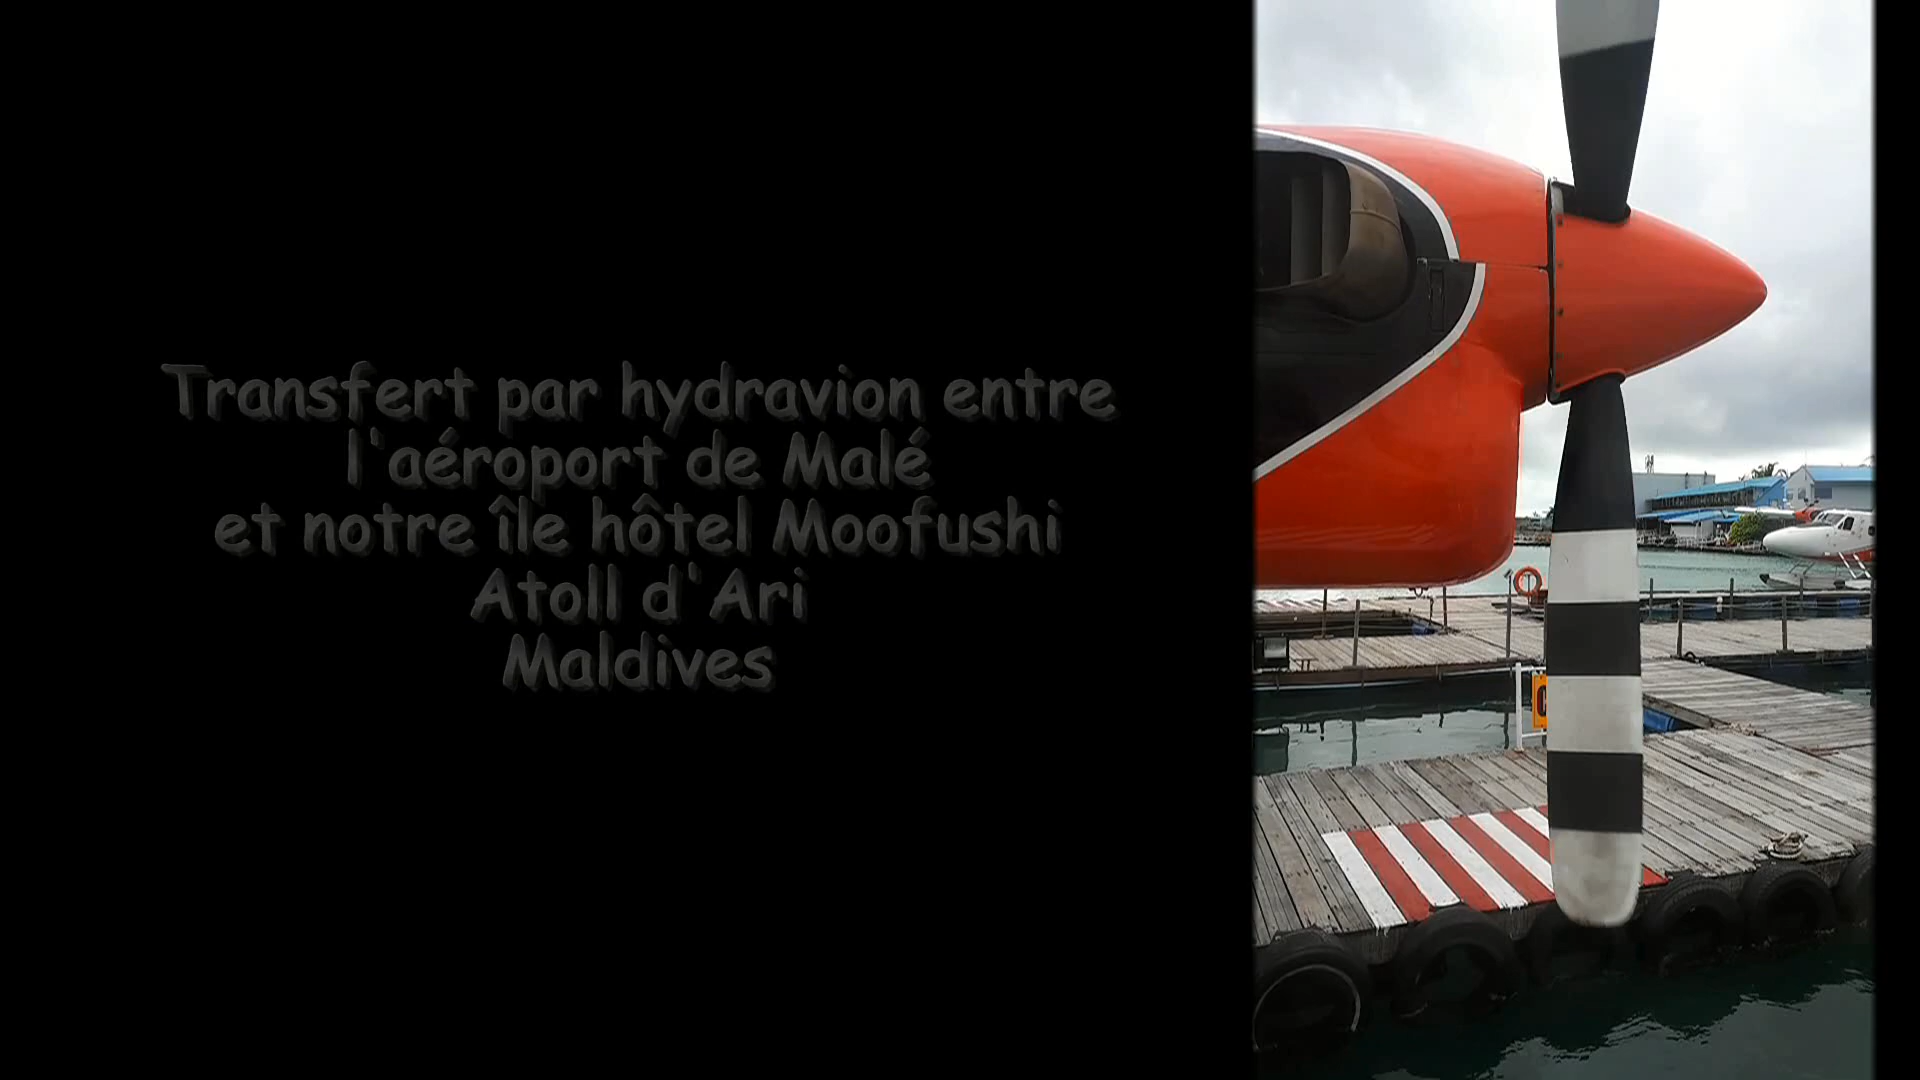 Transfert par hydravion entre
l'aéroport de Malé
et notre île hôtel Moofushi
Atoll d'Ari
Maldives